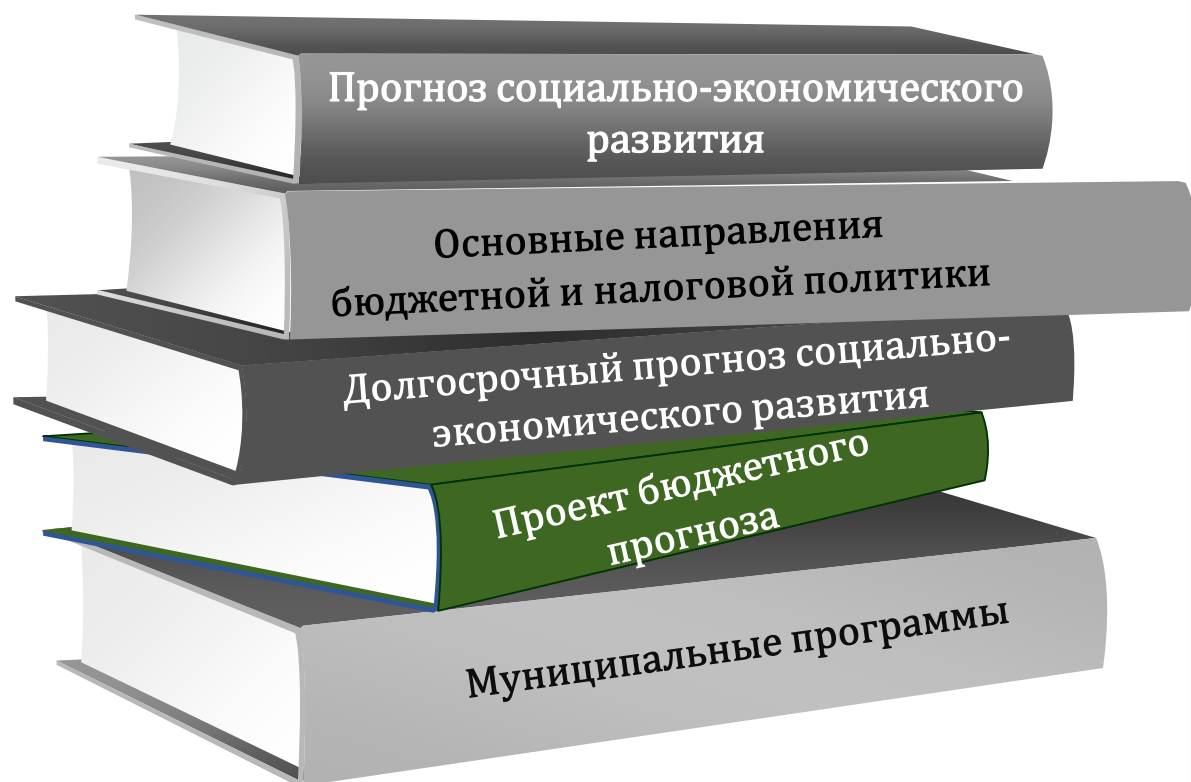 Прогноз социально-экономического
развития
Основные направления
бюджетной и налоговой политики
Долгосрочный прогноз социально-
экономического развития
Проект бюджетного
прогноза
Муниципальные программы